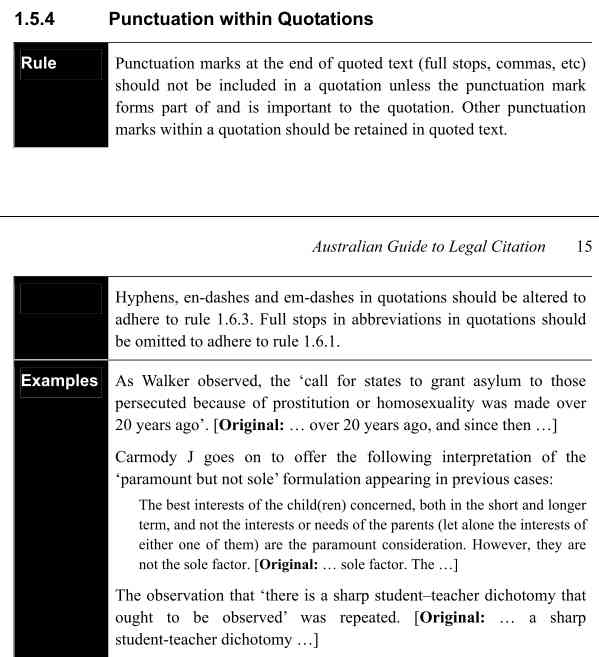 1.5.4 Punctuation within Quotations
Rule Punctuation marks at the end of quoted text (full stops, commas, etc)
should not be included in a quotation unless the punctuation mark
forms part of and is important to the quotation. Other punctuation
marks within a quotation should be retained in quoted text.
Australian Guide to Legal Citation 15
Hyphens, en-dashes and em-dashes in quotations should be altered to
adhere to rule 1.6.3. Full stops in abbreviations in quotations should
be omitted to adhere to rule 1.6.1.
Examples As Walker observed, the ‘call for states to grant asylum to those
persecuted because of prostitution or homosexuality was made over
20 years ago’. [Original: … over 20 years ago, and since then …]
Carmody J goes on to offer the following interpretation of the
‘paramount but not sole’ formulation appearing in previous cases:
The best interests of the child(ren) concerned, both in the short and longer
term, and not the interests or needs of the parents (let alone the interests of
either one of them) are the paramount consideration. However, they are
not the sole factor. [Original: … sole factor. The …]
The observation that ‘there is a sharp student–teacher dichotomy that
ought to be observed’ was repeated. [Original: … a sharp
student-teacher dichotomy …]